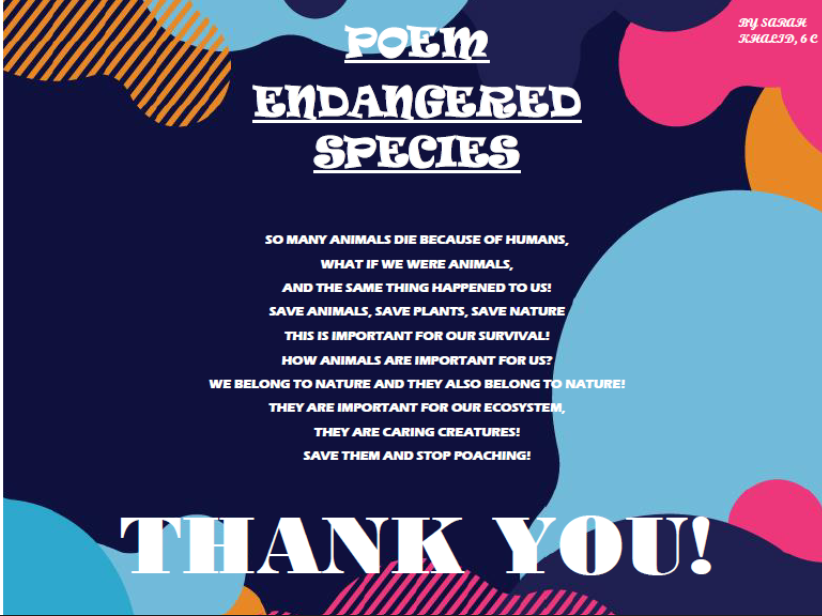 BY SARAH
KHALID, 6 C
POEM
ENDANGERED
SPECIES
SO MANY ANIMALS DIE BECAUSE OF HUMANS,
WHAT IF WE WERE ANIMALS,
AND THE SAME THING HAPPENED TO US!
SAVE ANIMALS, SAVE PLANTS, SAVE NATURE
THIS IS IMPORTANT FOR OUR SURVIVAL!
HOW ANIMALS ARE IMPORTANT FOR US?
WE BELONG TO NATURE AND THEY ALSO BELONG TO NATURE!
THEY ARE IMPORTANT FOR OUR ECOSYSTEM,
THEY ARE CARING CREATURES!
SAVE THEM AND STOP POACHING!
THANK YOU!